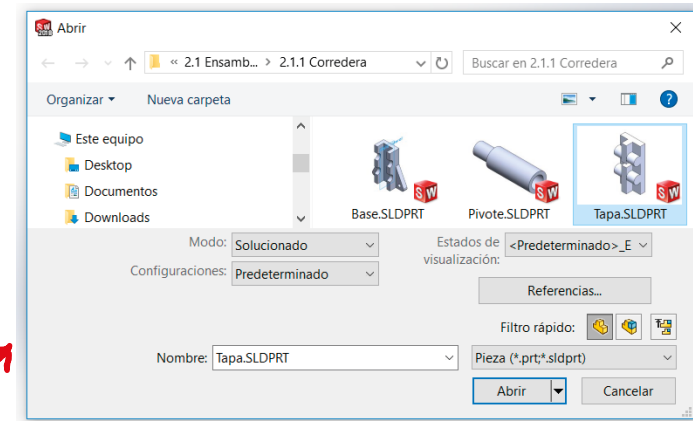 Abrir
« 2.1 Ensamb... > 2.1.1 Corredera
Buscar en 2.1.1 Corredera
Organizar
Nueva carpeta
Este equipo
Desktop
Documentos
Downloads
Base.SLDPRT
Pivote.SLDPRT
Tapa.SLDPRT
Modo: Solucionado
Estados de visualización: <Predeterminado>_E
Configuraciones: Predeterminado
Referencias...
Filtro rápido:
Nombre: Tapa.SLDPRT
Pieza (*.prt;*.sldprt)
Abrir
Cancelar